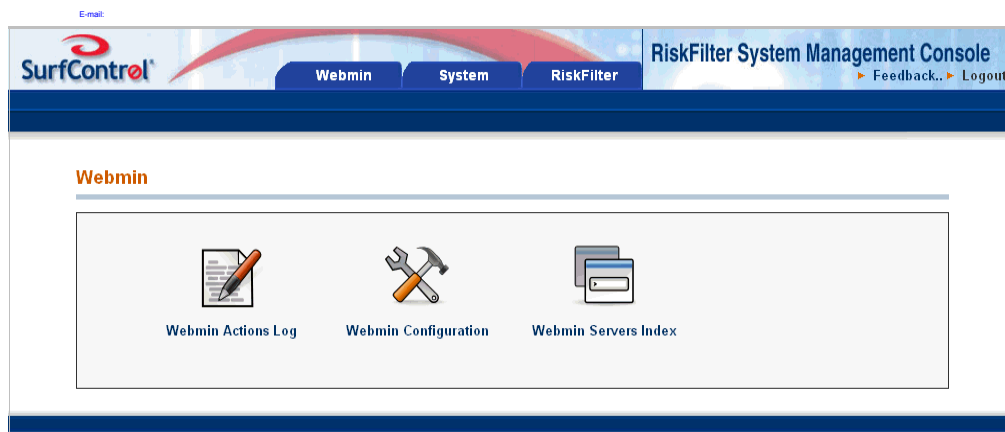 E-mail:
SurfControl
Webmin System RiskFilter
RiskFilter System Management Console
Feedback.. Logout
Webmin
Webmin Actions Log Webmin Configuration Webmin Servers Index